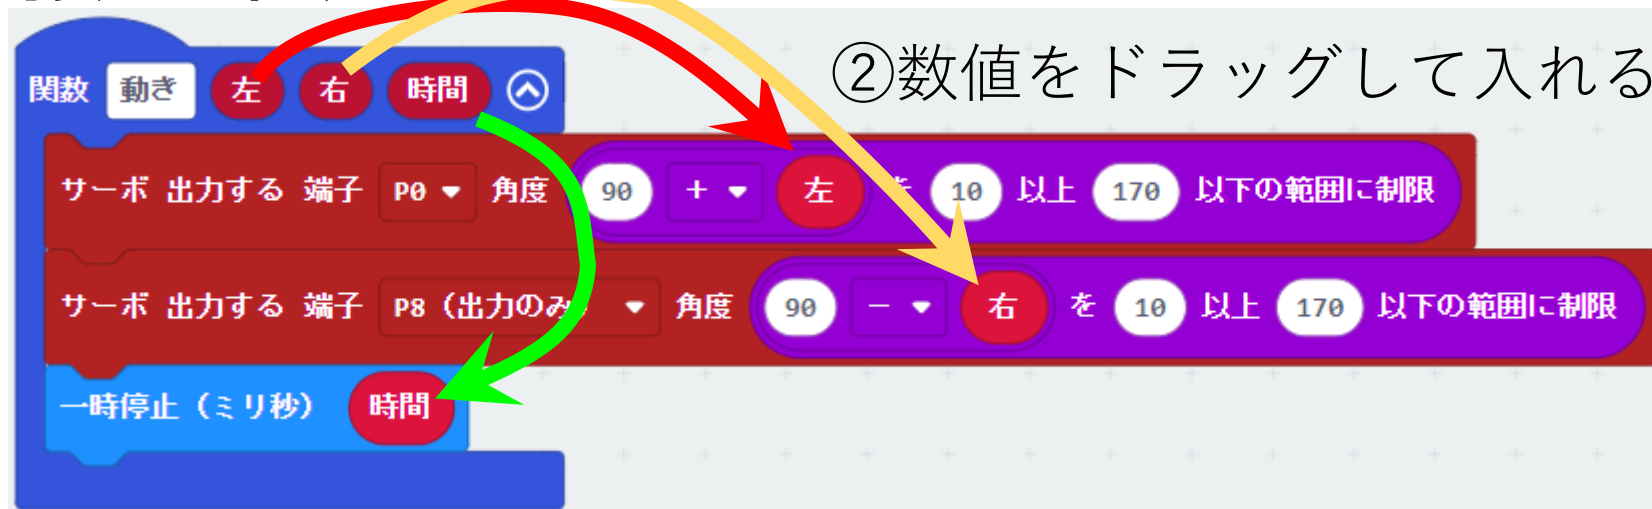 ②数値をドラッグして入れる
関数 動き 左 右 時間
サーボ 出力する 端子 P0 角度 90 + 左 を 10 以上 170 以下の範囲に制限
サーボ 出力する 端子 P8（出力のみ） 角度 90 - 右 を 10 以上 170 以下の範囲に制限
一時停止（ミリ秒） 時間